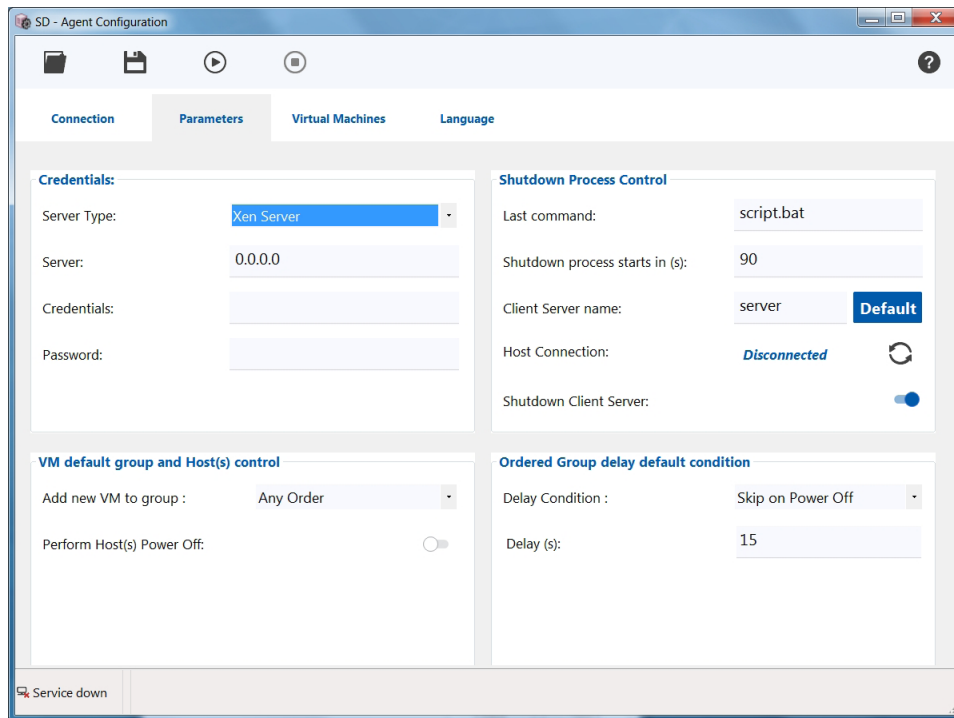 SD - Agent Configuration
Connection Parameters Virtual Machines Language
Credentials:
Server Type: Xen Server
Server: 0.0.0.0
Credentials:
Password:
Shutdown Process Control
Last command: script.bat
Shutdown process starts in (s): 90
Client Server name: server Default
Host Connection: Disconnected
Shutdown Client Server:
VM default group and Host(s) control
Add new VM to group : Any Order
Perform Host(s) Power Off:
Ordered Group delay default condition
Delay Condition : Skip on Power Off
Delay (s): 15
Service down